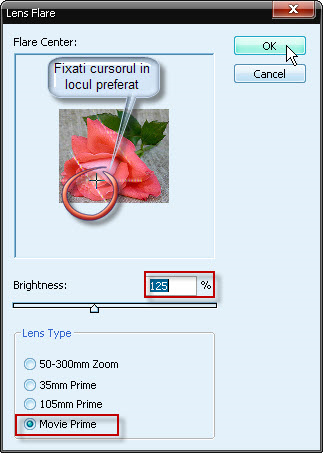 Lens Flare
Flare Center:
OK
Cancel
Fixati cursorul in
locul preferat
Brightness:
125 %
Lens Type
50-300mm Zoom
35mm Prime
105mm Prime
Movie Prime